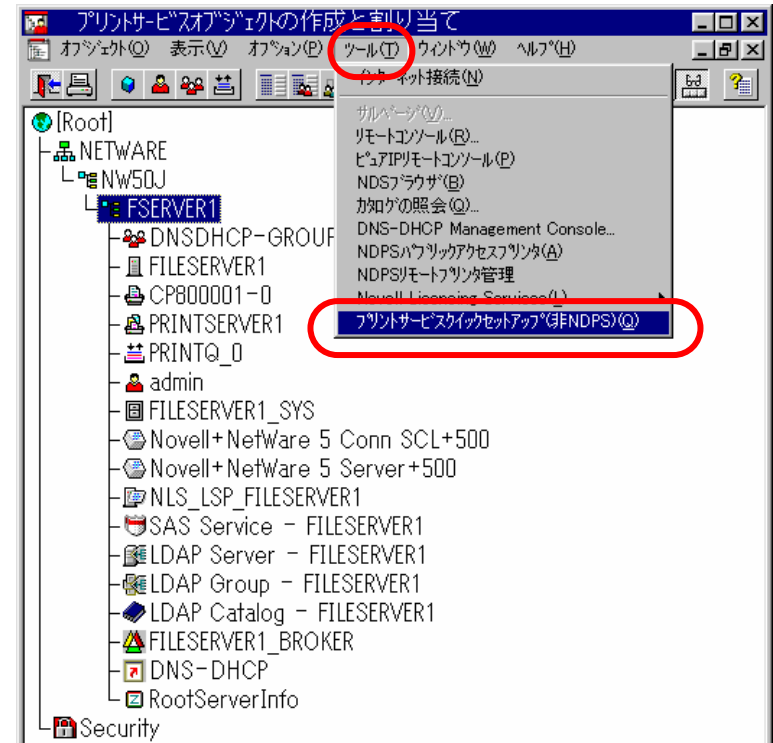 プリントサービスオブジェクトの作成と割り当て
オブジェクト(O) 表示(V) オプション(P) ツール(T) ウィンドウ(W) ヘルプ(H)
インターネット接続(N)
サルベージ(V)...
リモートコンソール(R)...
ピュアIPリモートコンソール(P)
NDSブラウザ(B)
カタログの照会(Q)...
DNS-DHCP Management Console...
NDPSパブリックアクセスプリンタ(A)
NDPSリモートプリンタ管理
Novell Licensing Services(L)
プリントサービスクイックセットアップ(非NDPS)(Q)
[Root]
NETWARE
NW50J
FSERVER1
DNSDHCP-GROUP
FILESERVER1
CP800001-0
PRINTSERVER1
PRINTQ_0
admin
FILESERVER1_SYS
Novell+NetWare 5 Conn SCL+500
Novell+NetWare 5 Server+500
NLS_LSP_FILESERVER1
SAS Service - FILESERVER1
LDAP Server - FILESERVER1
LDAP Group - FILESERVER1
LDAP Catalog - FILESERVER1
FILESERVER1_BROKER
DNS-DHCP
RootServerInfo
Security